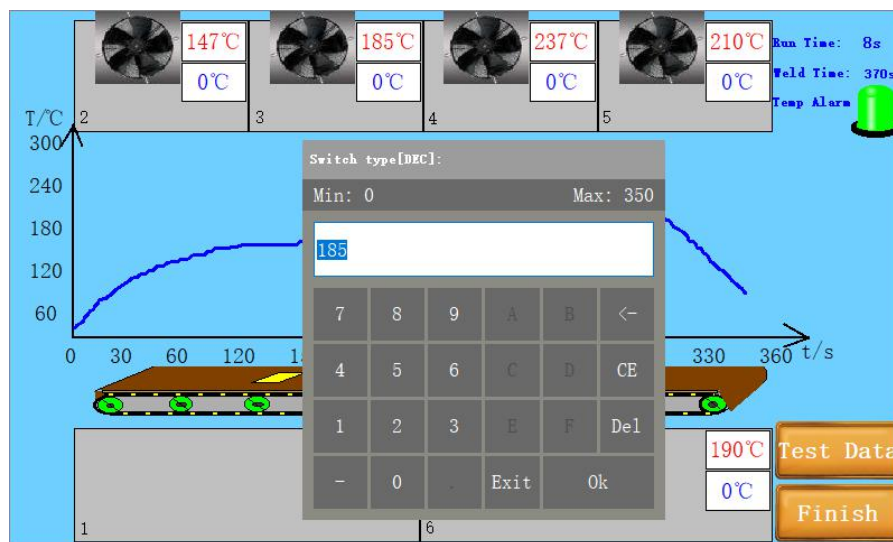 147℃ 185℃ 237℃ 210℃ Run Time: 8s
0℃ 0℃ 0℃ 0℃ Weld Time: 370s
Temp Alarm
T/℃ 2 3 4 5
300
240
180
120
60
0 30 60 120 330 360 t/s
Switch type[DEC]:
Min: 0 Max: 350
185
7 8 9 A B <-
4 5 6 C D CE
1 2 3 E F Del
- 0 . Exit Ok
190℃ Test Data
0℃ Finish
1 6